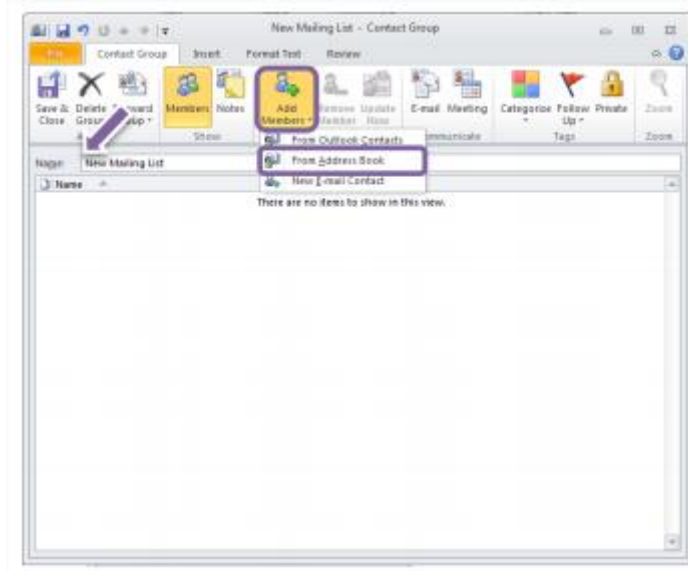 New Mailing List - Contact Group
File Contact Group Insert Format Text Review
Save & Close Delete Group Members Notes Add Members Remove Member Update Now E-mail Meeting Categorize Follow Up Private Zoom
Show Communicate Tags Zoom
From Outlook Contacts
From Address Book
New E-mail Contact
Name: New Mailing List
Name
There are no items to show in this view.